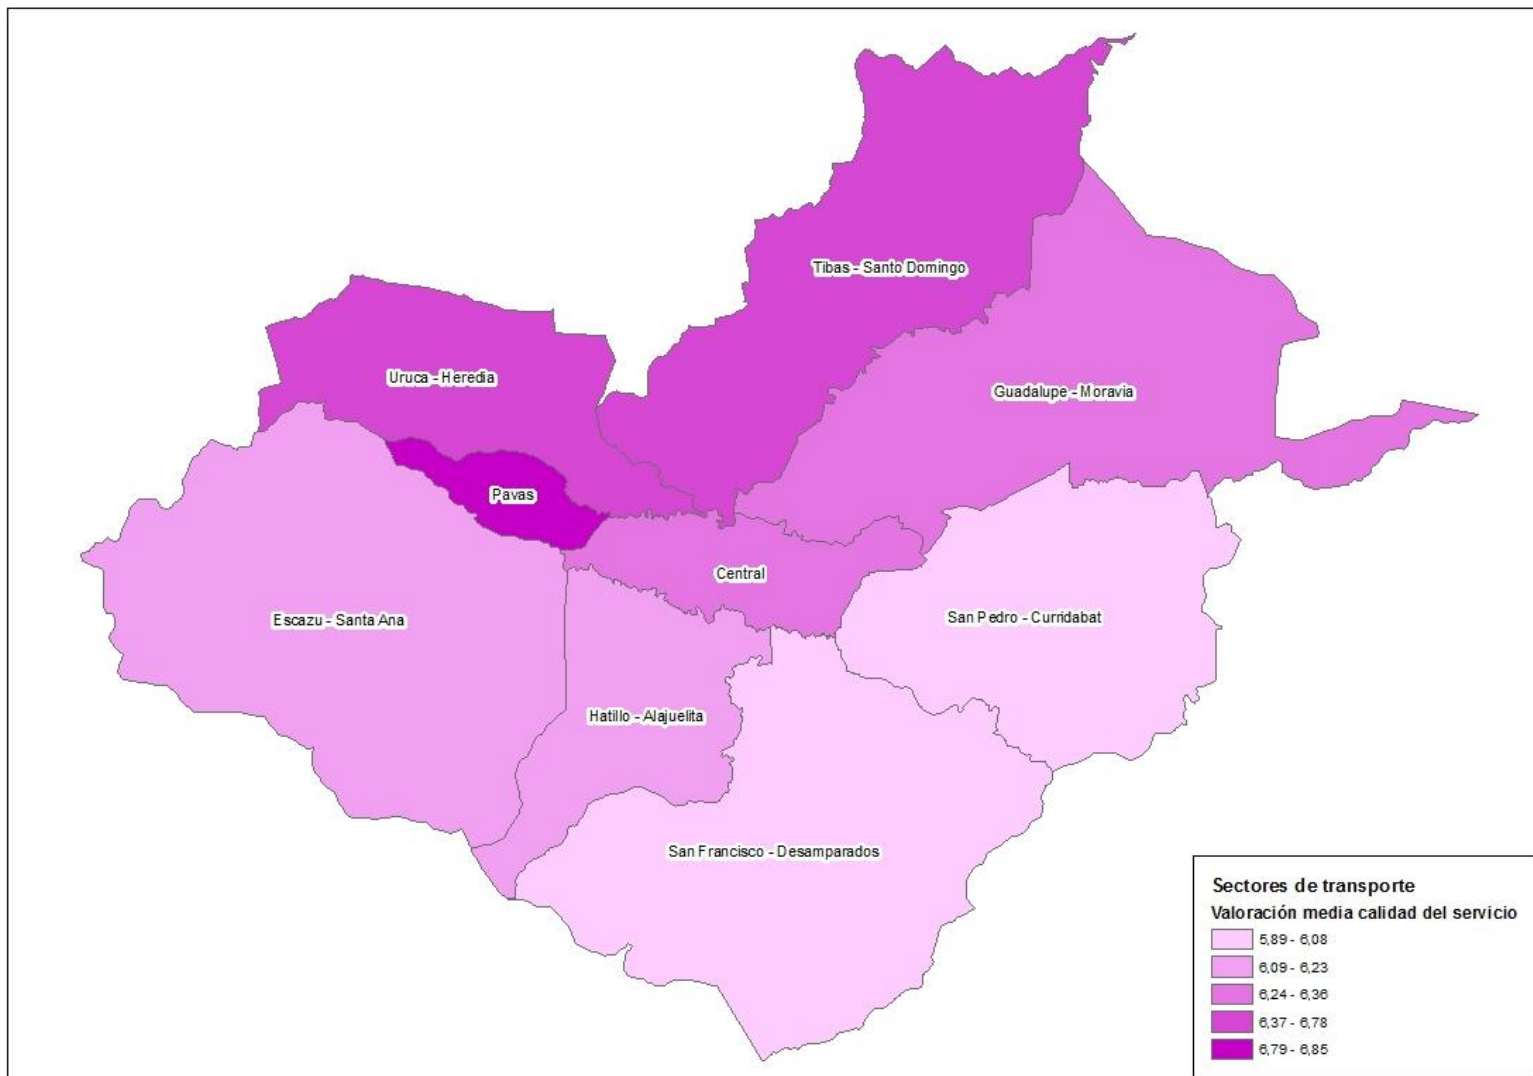 Tibas - Santo Domingo
Uruca - Heredia
Guadalupe - Moravia
Pavas
Central
Escazu - Santa Ana
San Pedro - Curridabat
Hatillo - Alajuelita
San Francisco - Desamparados
Sectores de transporte
Valoración media calidad del servicio
5,89 - 6,08
6,09 - 6,23
6,24 - 6,36
6,37 - 6,78
6,79 - 6,85